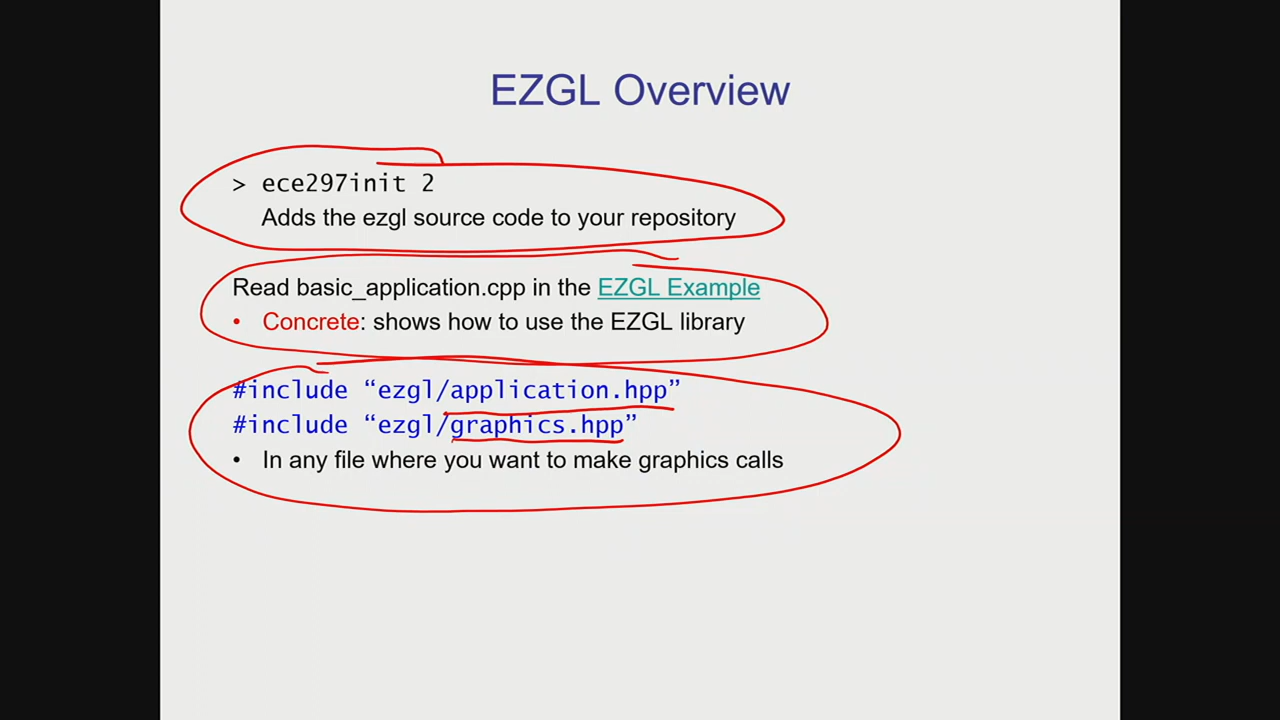 EZGL Overview
> ece297init 2
Adds the ezgl source code to your repository
Read basic_application.cpp in the EZGL Example
• Concrete: shows how to use the EZGL library
#include “ezgl/application.hpp”
#include “ezgl/graphics.hpp”
• In any file where you want to make graphics calls